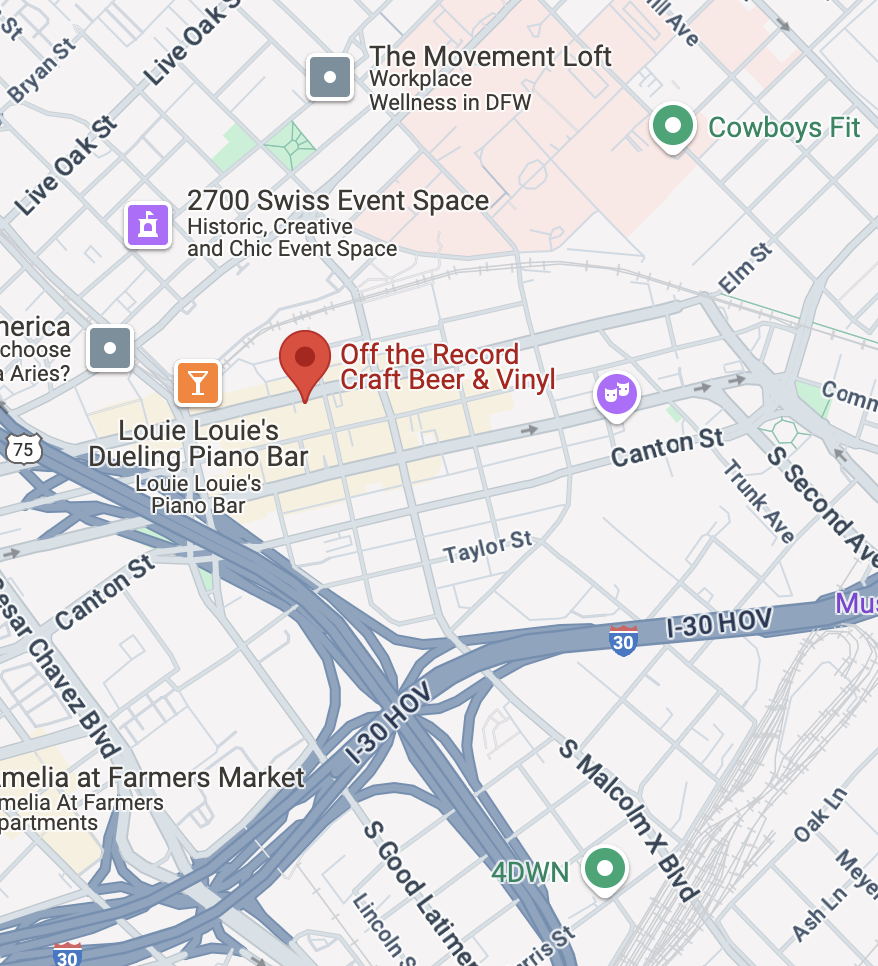 St
Bryan St
Live Oak S
ill Ave
The Movement Loft
Workplace
Wellness in DFW
Cowboys Fit
Live Oak St
2700 Swiss Event Space
Historic, Creative
and Chic Event Space
Elm St
nerica
choose
a Aries?
Off the Record
Craft Beer & Vinyl
Comm
Louie Louie's
Dueling Piano Bar
Louie Louie's
Piano Bar
75
Canton St
S Second Ave
Trunk Ave
Taylor St
Canton St
esar Chavez Blvd
Mus
I-30 HOV
30
I-30 HOV
melia at Farmers Market
melia At Farmers
partments
S Malcolm X Blvd
Oak Ln
S Good Latimer
4DWN
Meyer
Ash Ln
Lincoln S
rris St
30